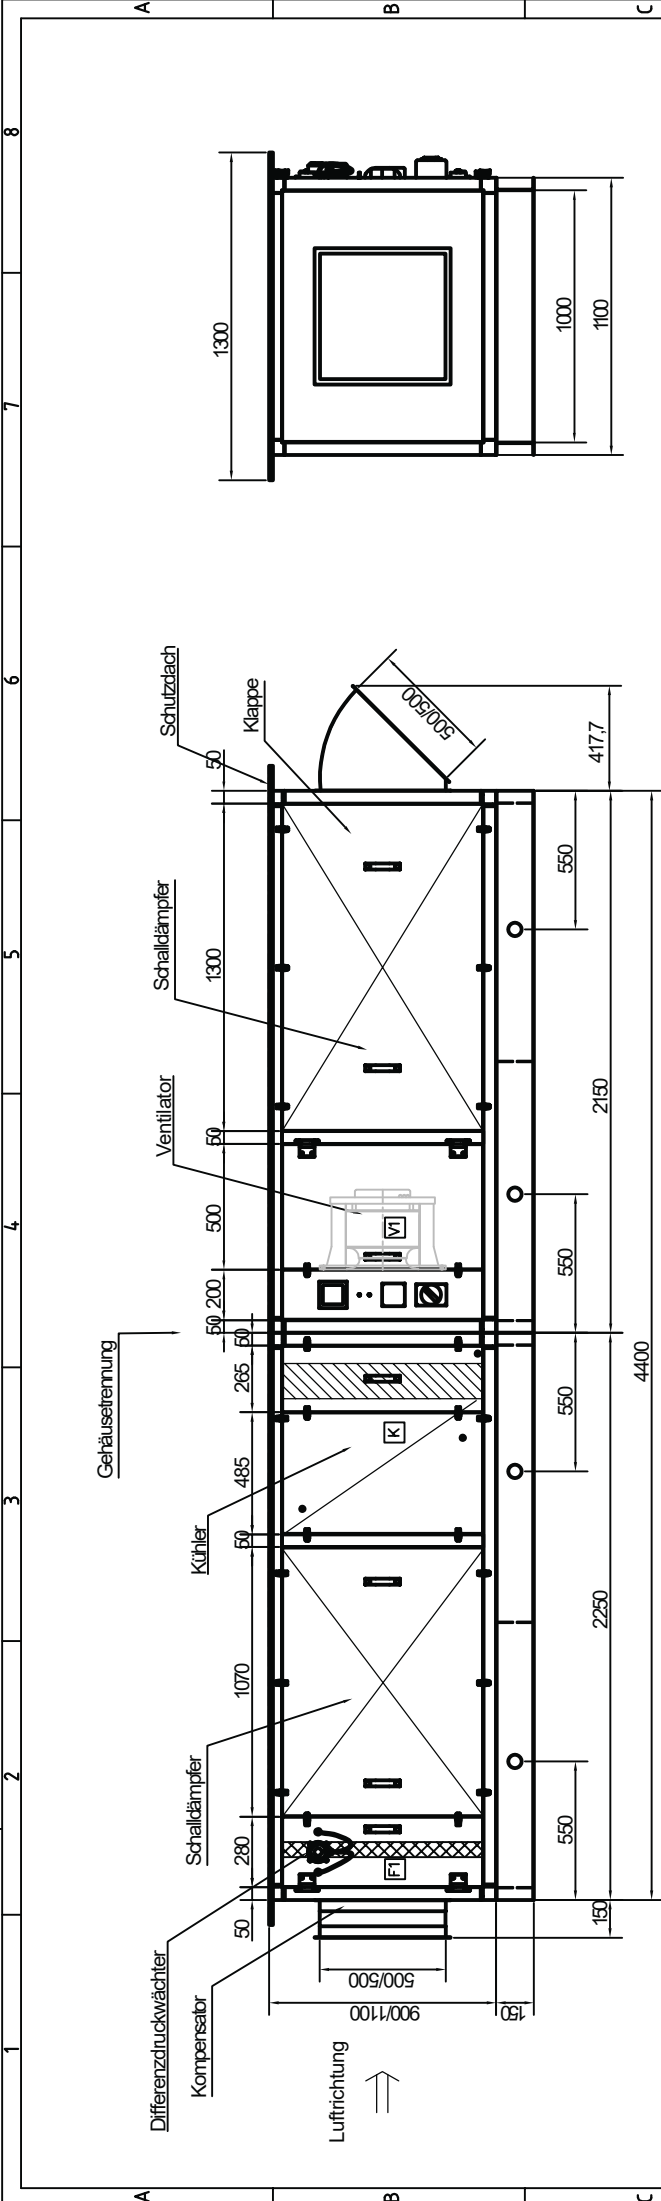 1
2
3
4
5
6
7
8
A
B
C
A
B
C
Differenzdruckwächter
Kompensator
Luftrichtung
Schalldämpfer
Kühler
Gehäusetrennung
Ventilator
Schalldämpfer
Klappe
Schutzdach
50
280
1070
50
485
265
50
50
200
500
50
1300
50
F1
K
V1
500/500
900/1100
150
500/500
417,7
150
550
550
550
550
2250
2150
4400
1300
1000
1100